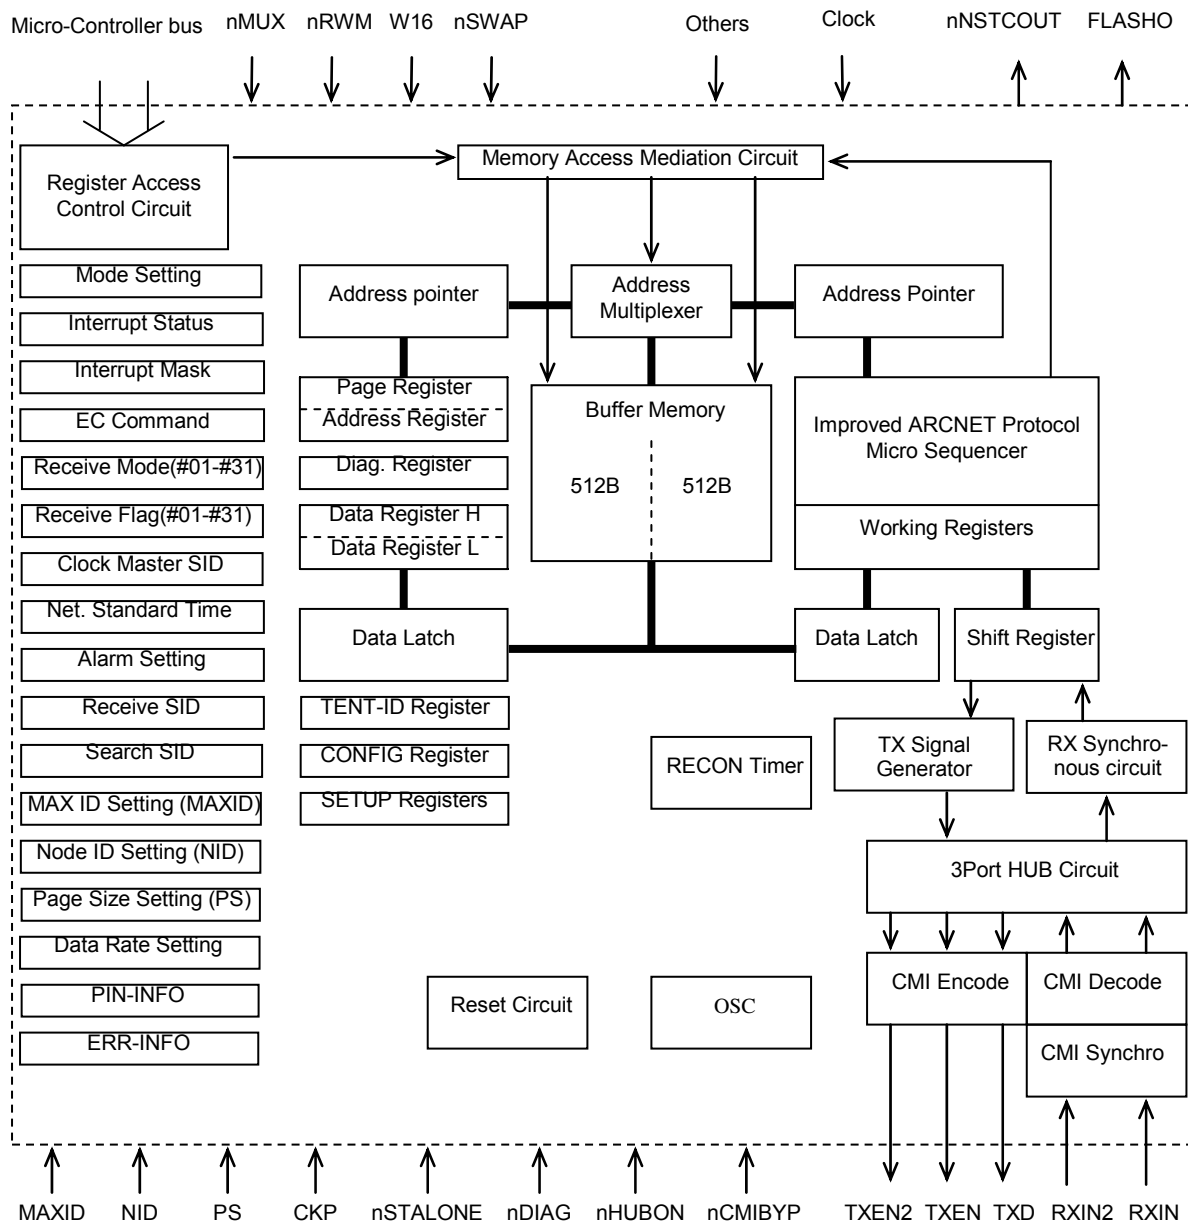 Micro-Controller bus
nMUX
nRWM
W16
nSWAP
Others
Clock
nNSTCOUT
FLASHO
Register Access
Control Circuit
Memory Access Mediation Circuit
Mode Setting
Interrupt Status
Interrupt Mask
EC Command
Receive Mode(#01-#31)
Receive Flag(#01-#31)
Clock Master SID
Net. Standard Time
Alarm Setting
Receive SID
Search SID
MAX ID Setting (MAXID)
Node ID Setting (NID)
Page Size Setting (PS)
Data Rate Setting
PIN-INFO
ERR-INFO
Address pointer
Page Register
Address Register
Diag. Register
Data Register H
Data Register L
Data Latch
TENT-ID Register
CONFIG Register
SETUP Registers
Address
Multiplexer
Buffer Memory
512B
512B
Address Pointer
Improved ARCNET Protocol
Micro Sequencer
Working Registers
Data Latch
Shift Register
RECON Timer
TX Signal
Generator
RX Synchro-
nous circuit
3Port HUB Circuit
Reset Circuit
OSC
CMI Encode
CMI Decode
CMI Synchro
MAXID
NID
PS
CKP
nSTALONE
nDIAG
nHUBON
nCMIBYP
TXEN2
TXEN
TXD
RXIN2
RXIN